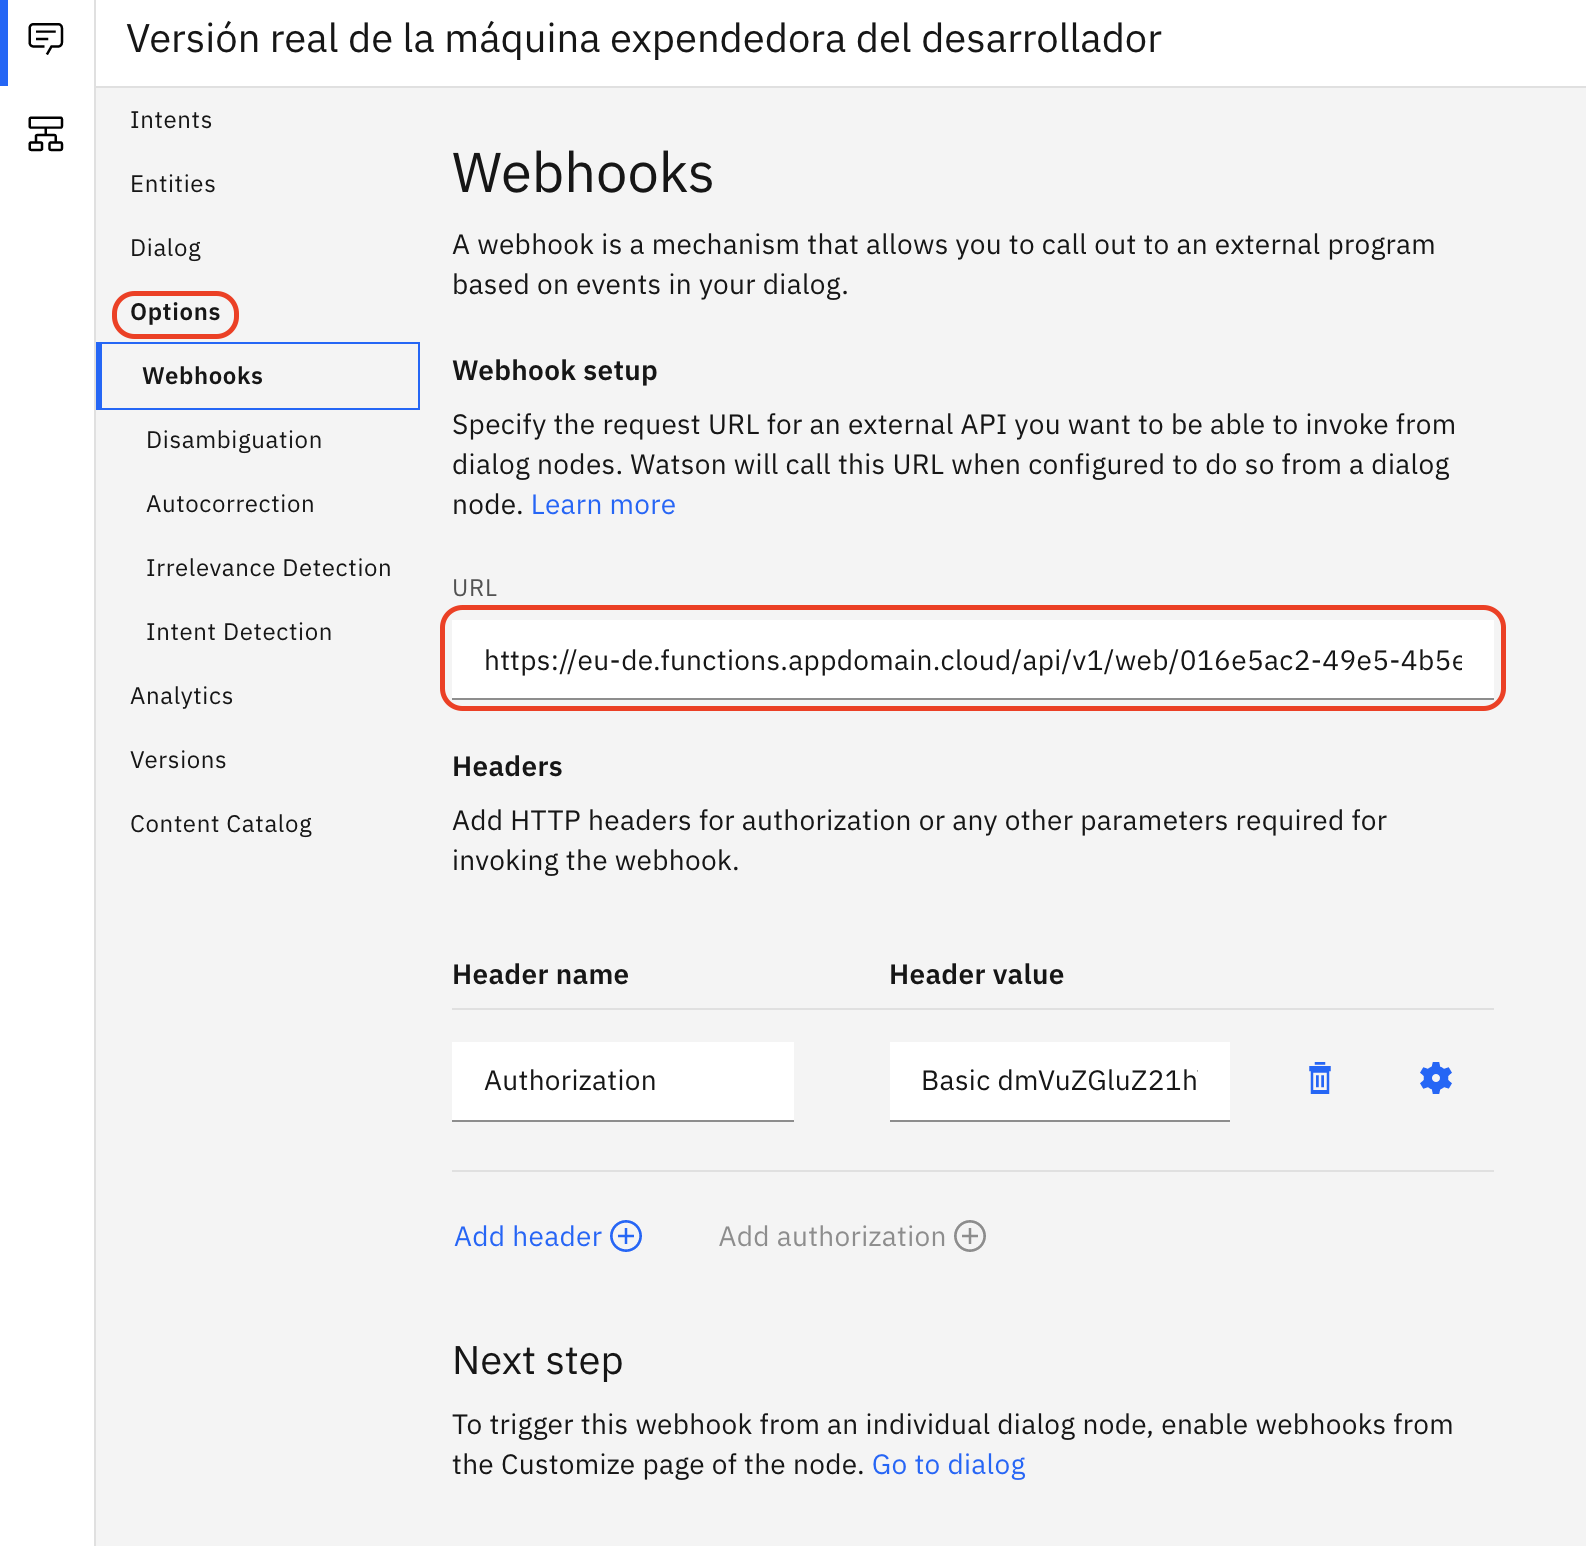 Versión real de la máquina expendedora del desarrollador
Intents
Entities
Dialog
Options
Webhooks
Disambiguation
Autocorrection
Irrelevance Detection
Intent Detection
Analytics
Versions
Content Catalog
Webhooks
A webhook is a mechanism that allows you to call out to an external program
based on events in your dialog.
Webhook setup
Specify the request URL for an external API you want to be able to invoke from
dialog nodes. Watson will call this URL when configured to do so from a dialog
node. Learn more
URL
https://eu-de.functions.appdomain.cloud/api/v1/web/016e5ac2-49e5-4b5e
Headers
Add HTTP headers for authorization or any other parameters required for
invoking the webhook.
Header name Header value
Authorization Basic dmVuZGluZ21h
Add header Add authorization
Next step
To trigger this webhook from an individual dialog node, enable webhooks from
the Customize page of the node. Go to dialog